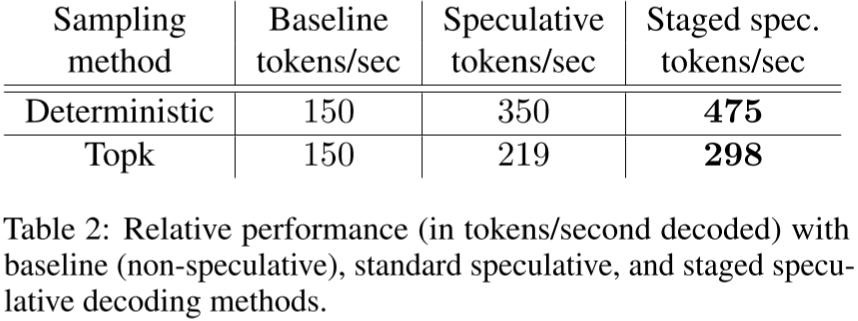 Sampling method Baseline tokens/sec Speculative tokens/sec Staged spec. tokens/sec
Deterministic 150 350 475
Topk 150 219 298
Table 2: Relative performance (in tokens/second decoded) with
baseline (non-speculative), standard speculative, and staged specu-
lative decoding methods.